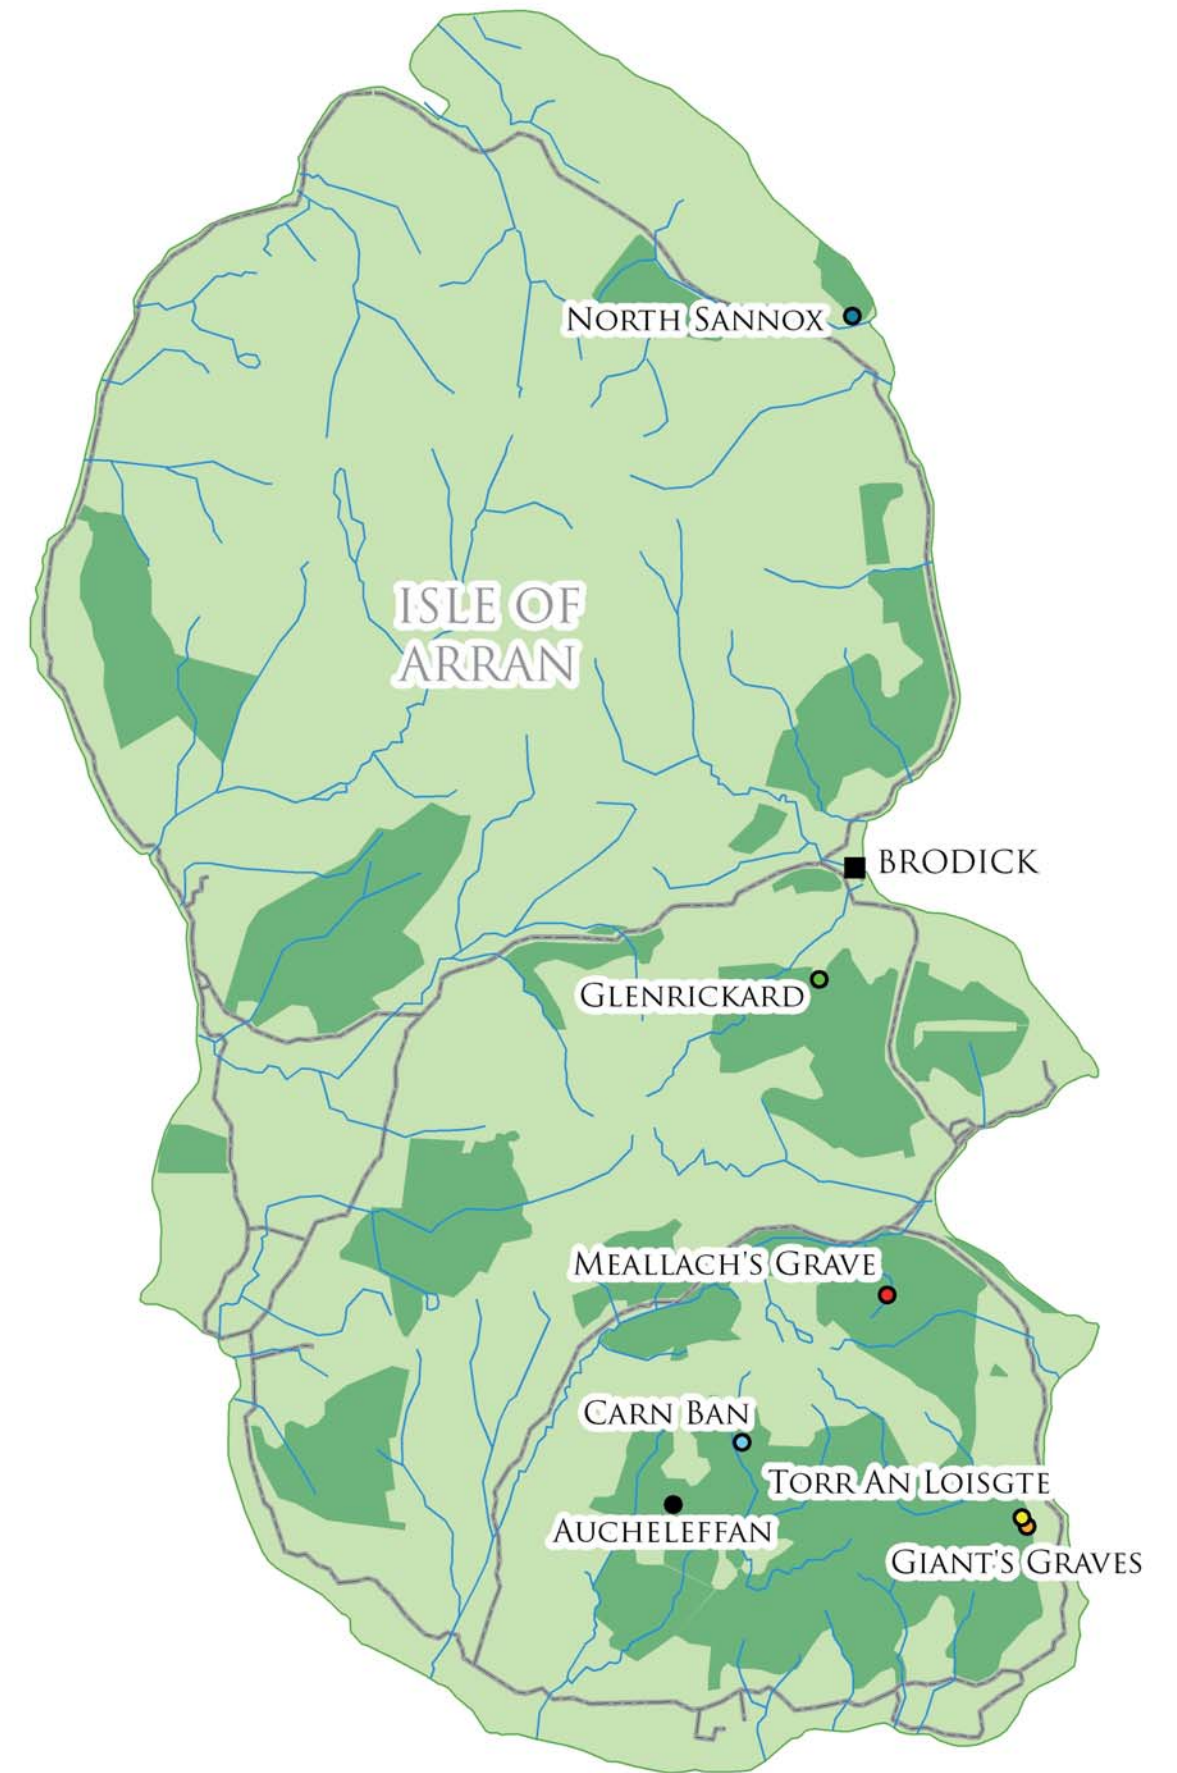 NORTH SANNOX
ISLE OF
ARRAN
BRODICK
GLENRICKARD
MEALLACH'S GRAVE
CARN BAN
TORR AN LOISGTE
AUCHELEFFAN
GIANT'S GRAVES